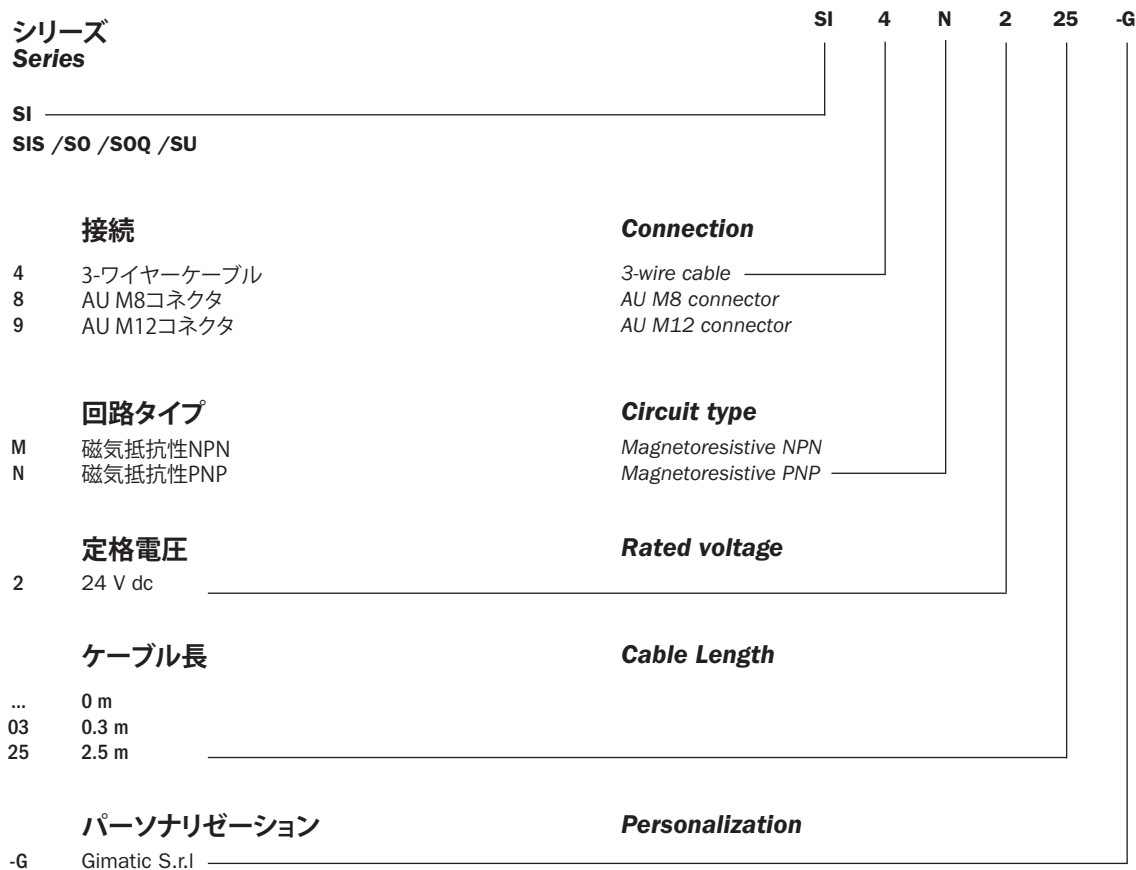 シリーズ SI 4 N 2 25 -G
Series
SI
SIS /SO /SOQ /SU
接続 Connection
4 3-ワイヤーケーブル 3-wire cable
8 AU M8コネクタ AU M8 connector
9 AU M12コネクタ AU M12 connector
回路タイプ Circuit type
M 磁気抵抗性NPN Magnetoresistive NPN
N 磁気抵抗性PNP Magnetoresistive PNP
定格電圧 Rated voltage
2 24 V dc
ケーブル長 Cable Length
... 0 m
03 0.3 m
25 2.5 m
パーソナリゼーション Personalization
-G Gimatic S.r.l